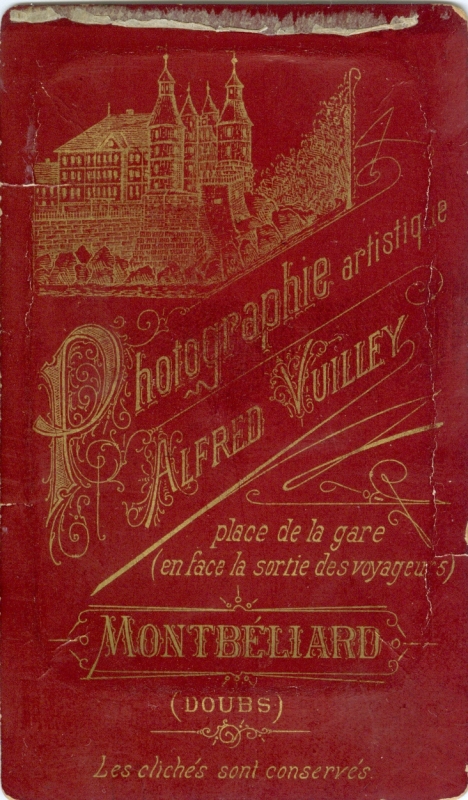 Photographie artistique
ALFRED VUILLEY
place de la gare
(en face la sortie des voyageurs)
MONTBÉLIARD
(DOUBS)
Les clichés sont conservés.